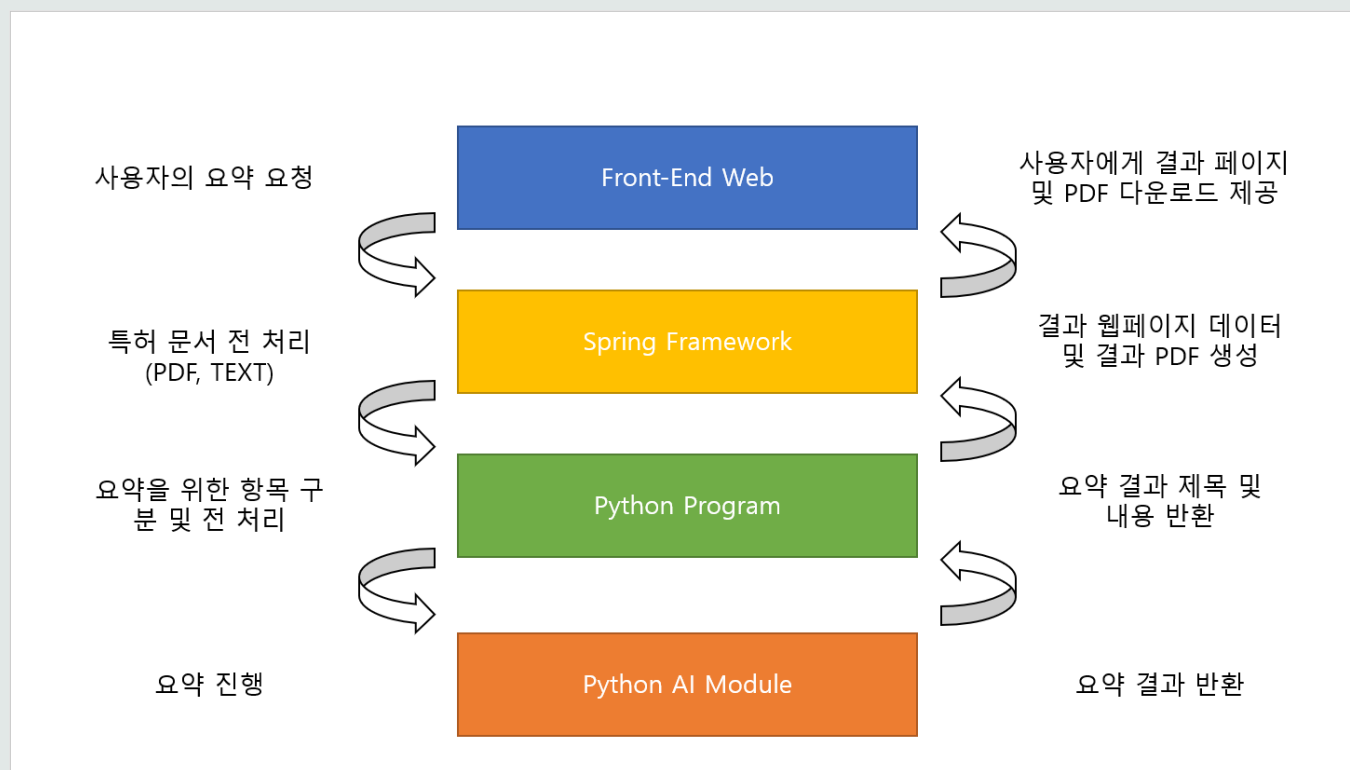 사용자의 요약 요청
Front-End Web
사용자에게 결과 페이지
및 PDF 다운로드 제공
특허 문서 전 처리
(PDF, TEXT)
Spring Framework
결과 웹페이지 데이터
및 결과 PDF 생성
요약을 위한 항목 구
분 및 전 처리
Python Program
요약 결과 제목 및
내용 반환
요약 진행
Python AI Module
요약 결과 반환